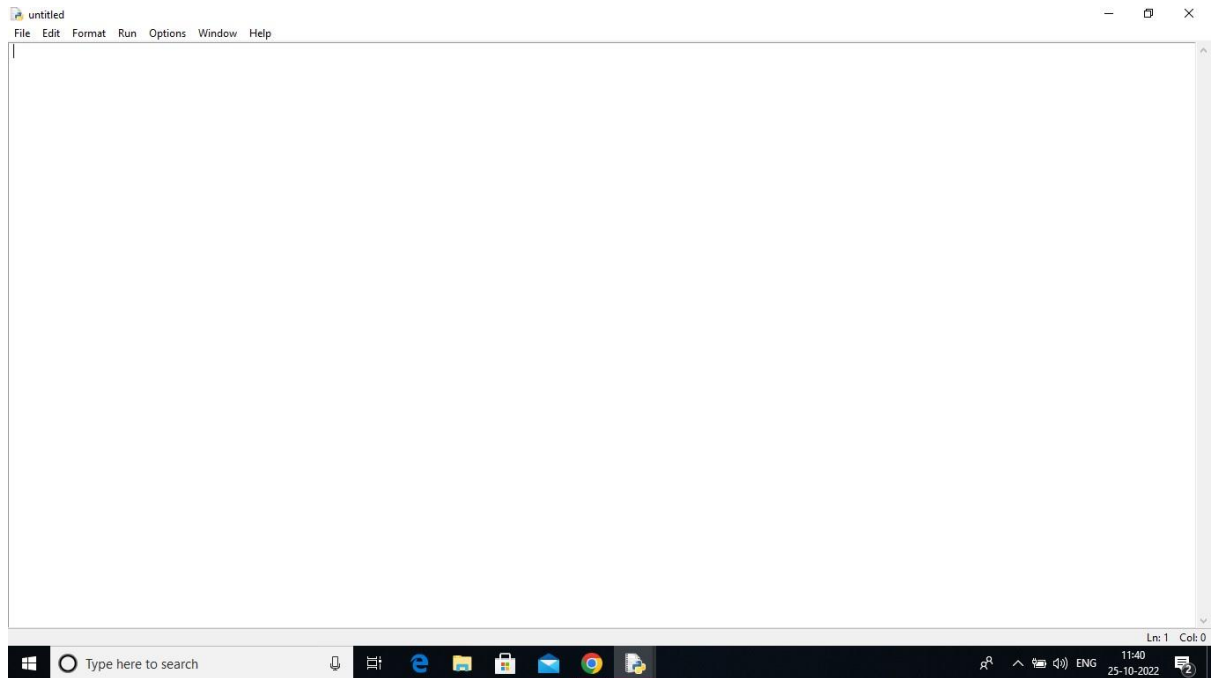 untitled
File Edit Format Run Options Window Help
Ln: 1 Col: 0
Type here to search
ENG
11:40
25-10-2022
2